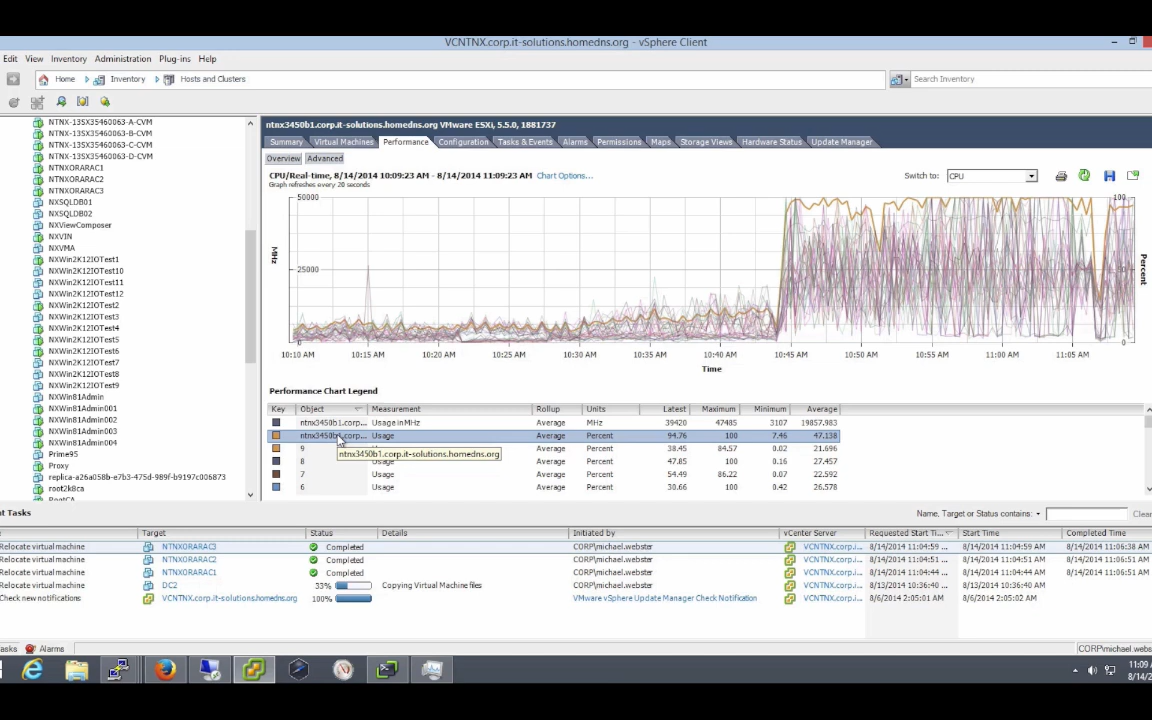 VCNTNX.corp.it-solutions.homedns.org - vSphere Client
Edit View Inventory Administration Plug-ins Help
Home Inventory Hosts and Clusters Search Inventory
NTNX-13SX35460063-A-CVM
NTNX-13SX35460063-B-CVM
NTNX-13SX35460063-C-CVM
NTNX-13SX35460063-D-CVM
NTNXORARAC1
NTNXORARAC2
NTNXORARAC3
NXSQLDB01
NXSQLDB02
NXViewComposer
NXVIN
NXVMA
NXWin2K12IOTest1
NXWin2K12IOTest10
NXWin2K12IOTest11
NXWin2K12IOTest12
NXWin2K12IOTest2
NXWin2K12IOTest3
NXWin2K12IOTest4
NXWin2K12IOTest5
NXWin2K12IOTest6
NXWin2K12IOTest7
NXWin2K12IOTest8
NXWin2K12IOTest9
NXWin81Admin
NXWin81Admin001
NXWin81Admin002
NXWin81Admin003
NXWin81Admin004
Prime95
Proxy
replica-a26a058b-e7b3-475d-989f-b9197c006873
root2k8ca
RootCA
ntnx3450b1.corp.it-solutions.homedns.org VMware ESXi, 5.5.0, 1881737
Summary Virtual Machines Performance Configuration Tasks & Events Alarms Permissions Maps Storage Views Hardware Status Update Manager
Overview Advanced
CPU/Real-time, 8/14/2014 10:09:23 AM - 8/14/2014 11:09:23 AM Chart Options... Switch to: CPU
Graph refreshes every 20 seconds
50000 100
MHz Percent
25000
0 0
10:10 AM 10:15 AM 10:20 AM 10:25 AM 10:30 AM 10:35 AM 10:40 AM 10:45 AM 10:50 AM 10:55 AM 11:00 AM 11:05 AM
Time
Performance Chart Legend
Key Object Measurement Rollup Units Latest Maximum Minimum Average
ntnx3450b1.corp... Usage in MHz Average MHz 39420 47485 3107 19857.983
ntnx3450b1.corp... Usage Average Percent 94.76 100 7.46 47.138
9 Average Percent 38.45 84.57 0.02 21.696
ntnx3450b1.corp.it-solutions.homedns.org
8 Usage Average Percent 47.85 100 0.16 27.457
7 Usage Average Percent 54.49 86.22 0.07 22.592
6 Usage Average Percent 30.66 100 0.42 26.578
nt Tasks Name, Target or Status contains: Clear
Target Status Details Initiated by vCenter Server Requested Start Ti... Start Time Completed Time
Relocate virtual machine NTNXORARAC3 Completed CORP\michael.webster VCNTNX.corp.i... 8/14/2014 11:04:59 ... 8/14/2014 11:04:59 AM 8/14/2014 11:06:38 AM
Relocate virtual machine NTNXORARAC2 Completed CORP\michael.webster VCNTNX.corp.i... 8/14/2014 11:04:59 ... 8/14/2014 11:04:59 AM 8/14/2014 11:06:51 AM
Relocate virtual machine NTNXORARAC1 Completed CORP\michael.webster VCNTNX.corp.i... 8/14/2014 11:04:44 ... 8/14/2014 11:04:44 AM 8/14/2014 11:06:51 AM
Relocate virtual machine DC2 33% Copying Virtual Machine files CORP\michael.webster VCNTNX.corp.i... 8/13/2014 10:36:40 ... 8/13/2014 10:36:40 AM
Check new notifications VCNTNX.corp.it-solutions.homedns.org 100% VMware vSphere Update Manager Check Notification VCNTNX.corp.i... 8/6/2014 2:05:01 AM 8/6/2014 2:05:02 AM
asks Alarms CORP\michael.webs
11:09
8/14/2